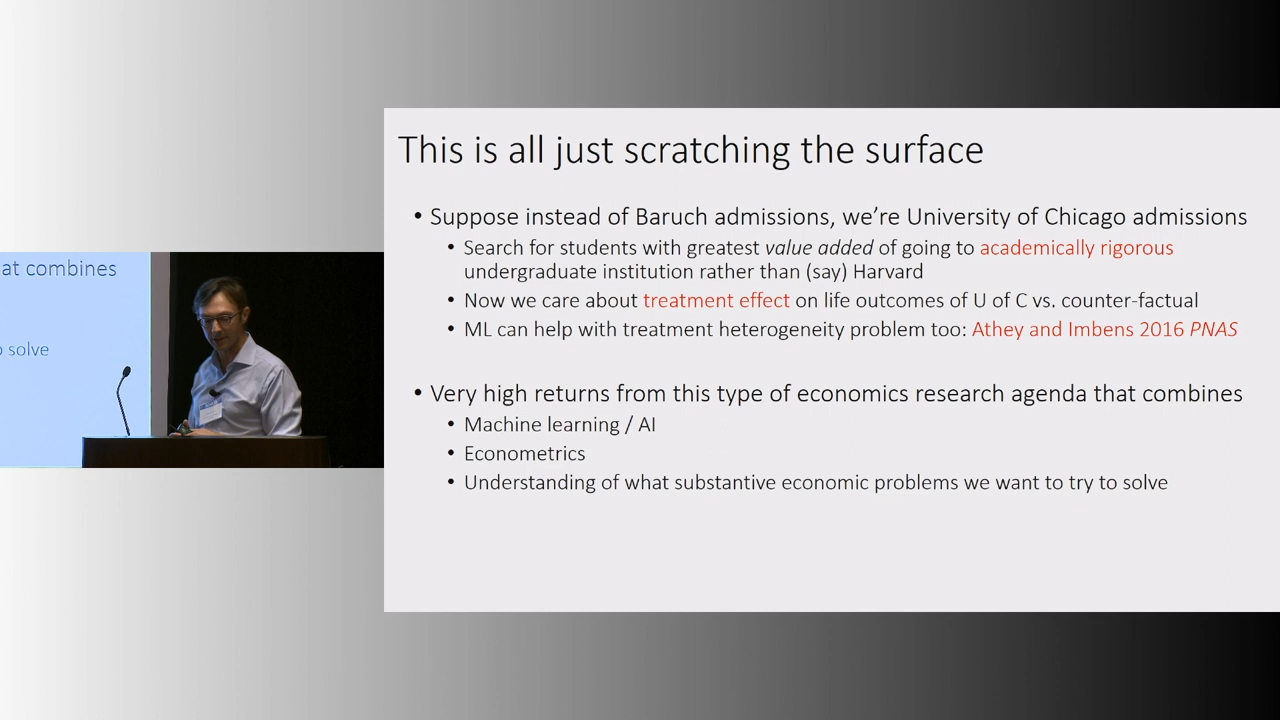 This is all just scratching the surface
• Suppose instead of Baruch admissions, we're University of Chicago admissions
• Search for students with greatest value added of going to academically rigorous
undergraduate institution rather than (say) Harvard
• Now we care about treatment effect on life outcomes of U of C vs. counter-factual
• ML can help with treatment heterogeneity problem too: Athey and Imbens 2016 PNAS
• Very high returns from this type of economics research agenda that combines
• Machine learning / AI
• Econometrics
• Understanding of what substantive economic problems we want to try to solve
at combines
o solve